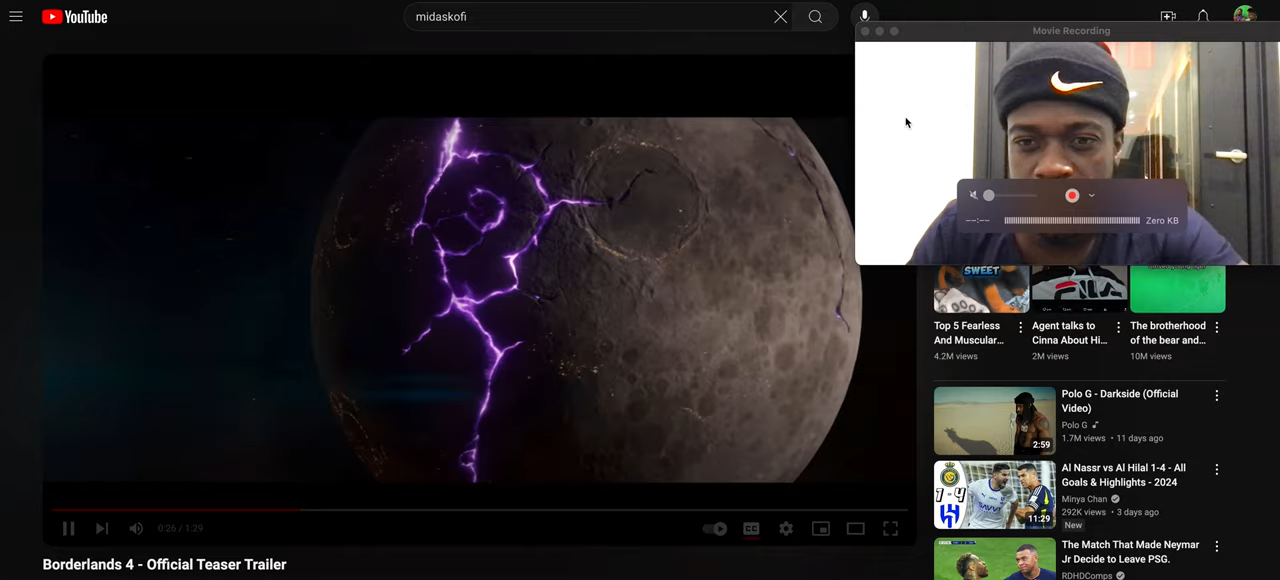 YouTube
midaskofi
Movie Recording
--:--
Zero KB
SWEET
FILA
Top 5 Fearless
And Muscular...
4.2M views
Agent talks to
Cinna About Hi...
2M views
The brotherhood
of the bear and...
10M views
Polo G - Darkside (Official
Video)
Polo G
1.7M views • 11 days ago
2:59
Al Nassr vs Al Hilal 1-4 - All
Goals & Highlights - 2024
Minya Chan
292K views • 3 days ago
New
1-4
11:29
The Match That Made Neymar
Jr Decide to Leave PSG.
RDHDComps
0:26 / 1:29
CC
Borderlands 4 - Official Teaser Trailer